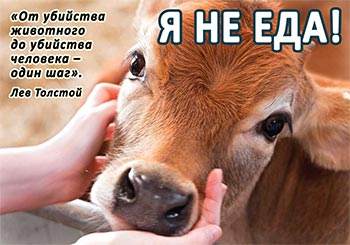 «От убийства
животного
до убийства
человека –
один шаг».
Лев Толстой
Я НЕ ЕДА!